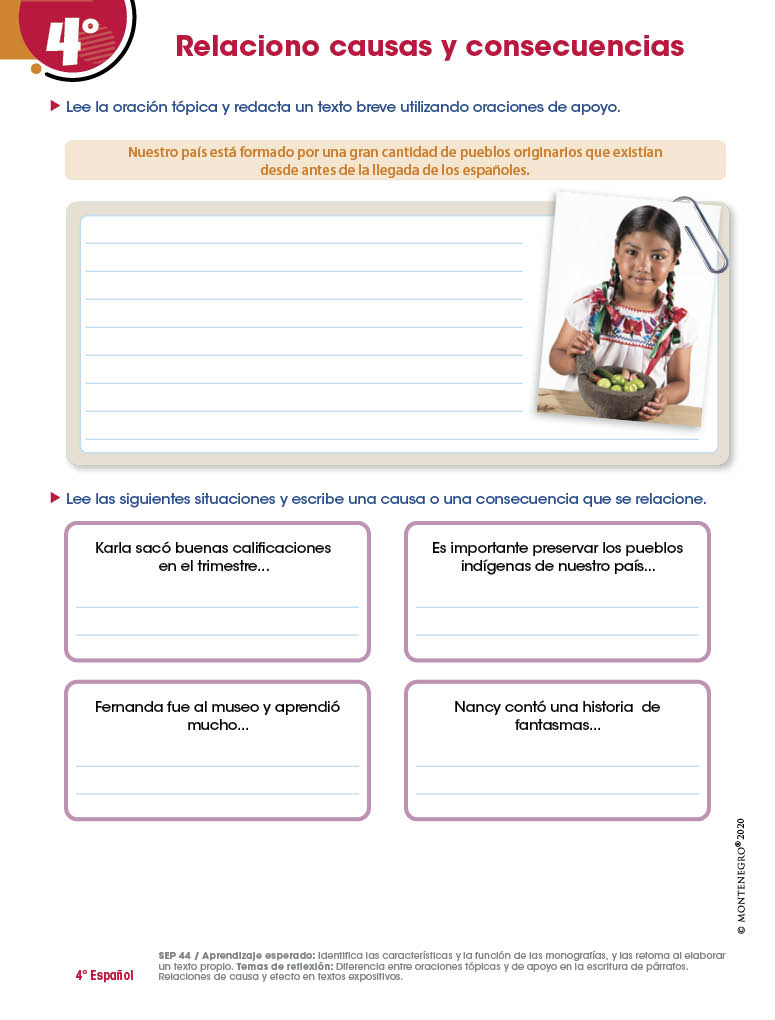 4º
Relaciono causas y consecuencias
Lee la oración tópica y redacta un texto breve utilizando oraciones de apoyo.
Nuestro país está formado por una gran cantidad de pueblos originarios que existían
desde antes de la llegada de los españoles.
Lee las siguientes situaciones y escribe una causa o una consecuencia que se relacione.
Karla sacó buenas calificaciones
en el trimestre...
Es importante preservar los pueblos
indígenas de nuestro país...
Fernanda fue al museo y aprendió
mucho...
Nancy contó una historia de
fantasmas...
© MONTENEGRO® 2020
4º Español
SEP 44 / Aprendizaje esperado: Identifica las características y la función de las monografías, y las retoma al elaborar
un texto propio. Temas de reflexión: Diferencia entre oraciones tópicas y de apoyo en la escritura de párrafos.
Relaciones de causa y efecto en textos expositivos.